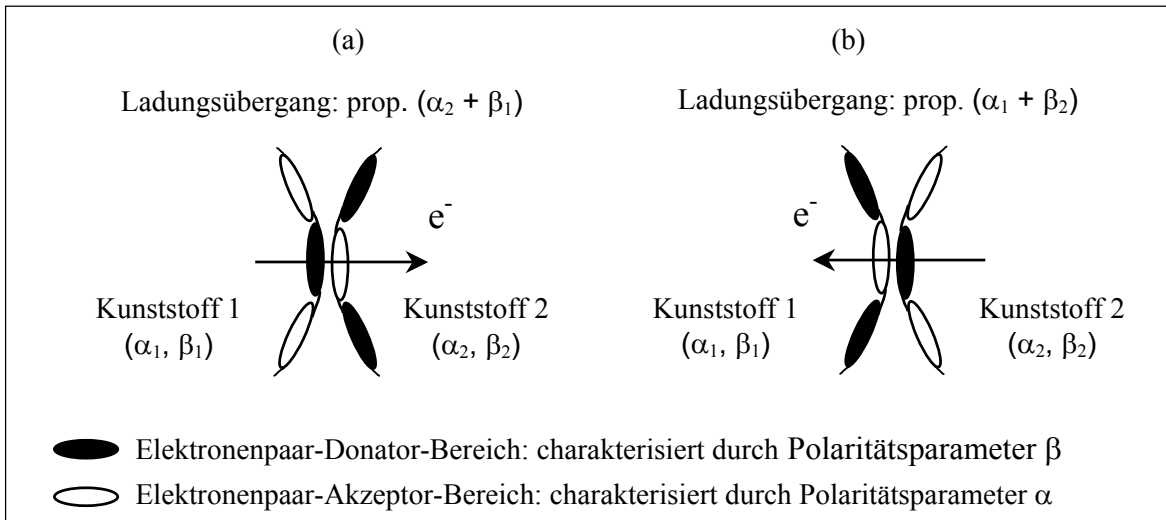 (a)
Ladungsübergang: prop. (α₂ + β₁)
e⁻
Kunststoff 1
(α₁, β₁)
Kunststoff 2
(α₂, β₂)
(b)
Ladungsübergang: prop. (α₁ + β₂)
e⁻
Kunststoff 1
(α₁, β₁)
Kunststoff 2
(α₂, β₂)
Elektronenpaar-Donator-Bereich: charakterisiert durch Polaritätsparameter β
Elektronenpaar-Akzeptor-Bereich: charakterisiert durch Polaritätsparameter α